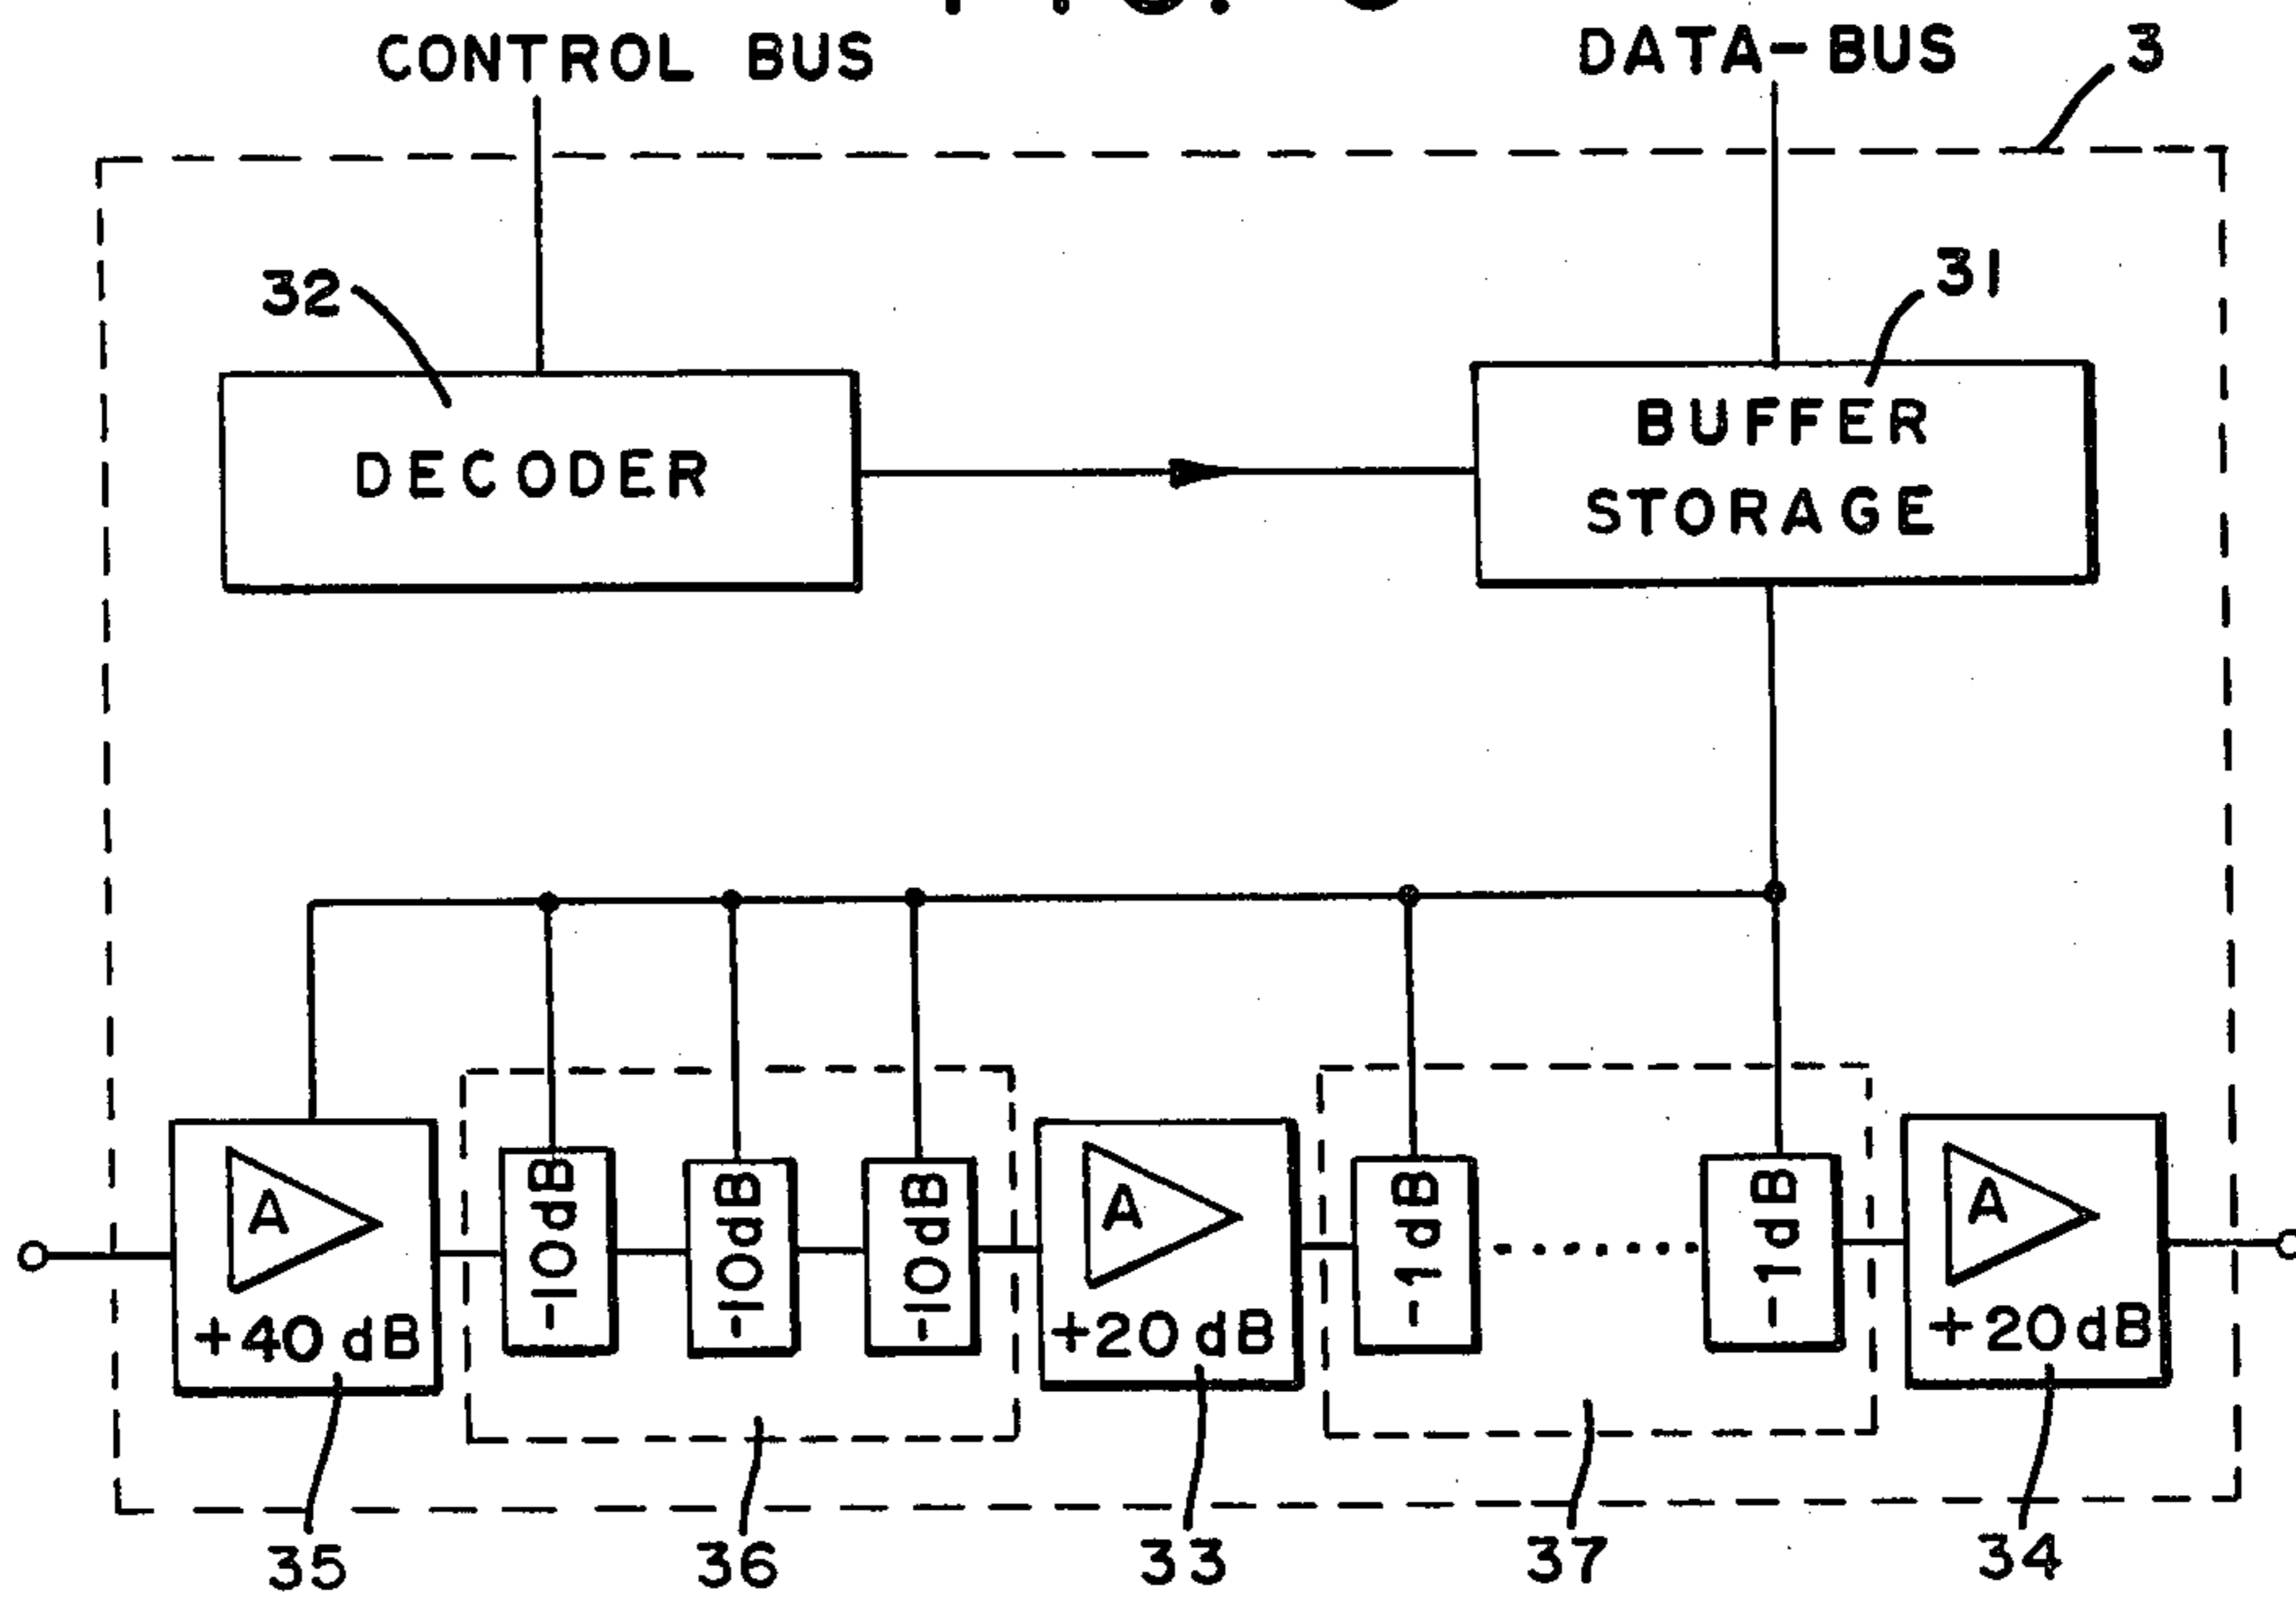 CONTROL BUS
DATA-BUS
3
32
31
DECODER
BUFFER
STORAGE
A
+40 dB
-10dB
-10dB
-10dB
A
+20 dB
-1dB
-1dB
A
+20dB
35
36
33
37
34